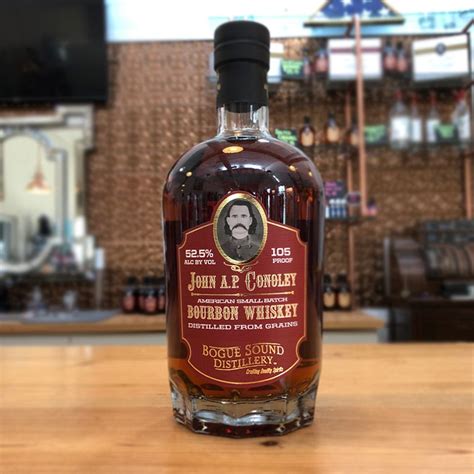 52.5%
ALC BY VOL
105
PROOF
JOHN A.P. CONOLEY
AMERICAN SMALL BATCH
BOURBON WHISKEY
DISTILLED FROM GRAINS
BOGUE SOUND
DISTILLERY
Crafting Quality Spirits